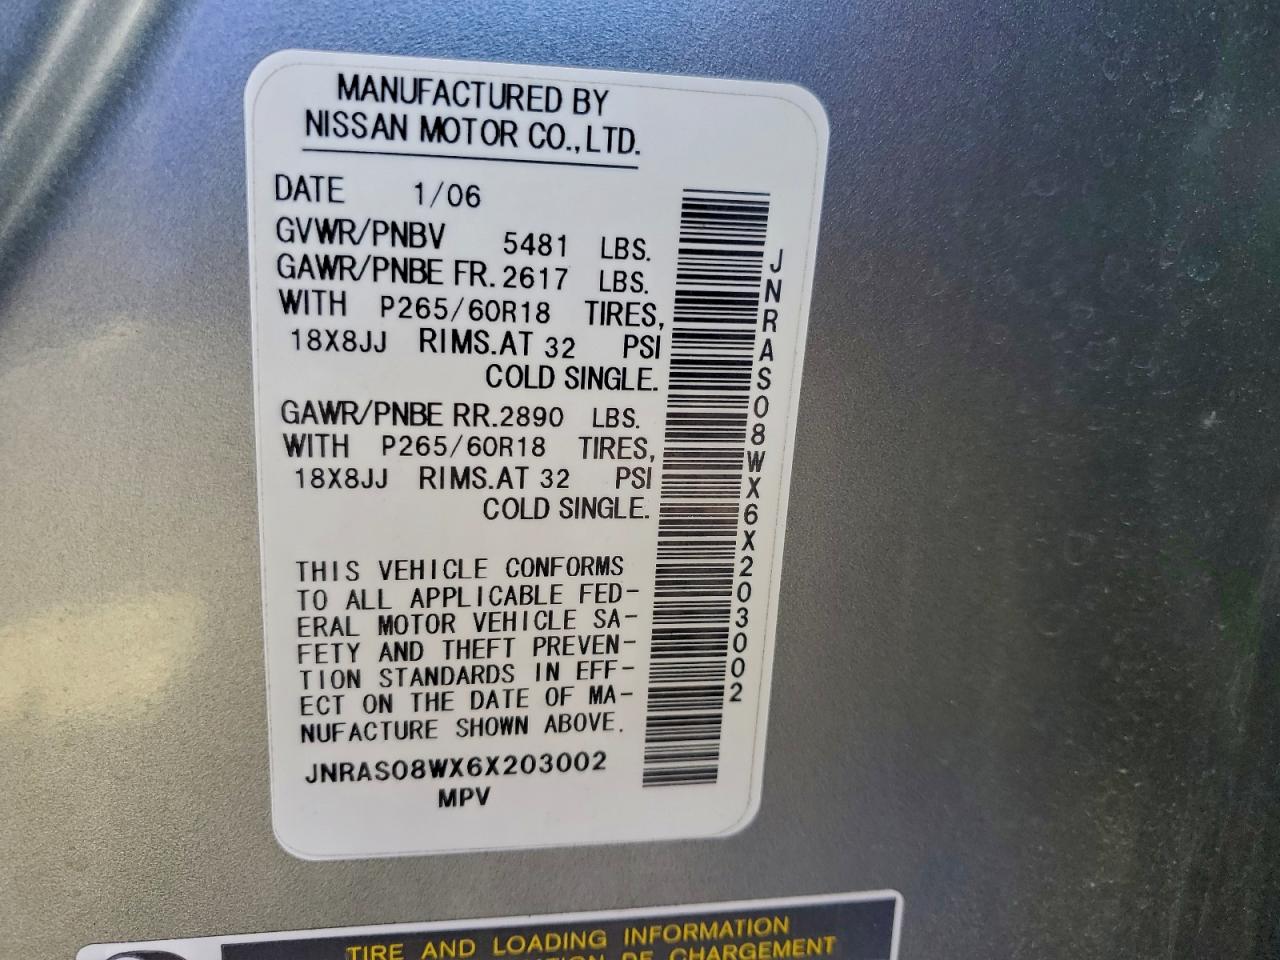 MANUFACTURED BY
NISSAN MOTOR CO., LTD.
DATE 1/06
GVWR/PNBV 5481 LBS.
GAWR/PNBE FR. 2617 LBS.
WITH P265/60R18 TIRES,
18X8JJ RIMS. AT 32 PSI
COLD SINGLE.
GAWR/PNBE RR. 2890 LBS.
WITH P265/60R18 TIRES,
18X8JJ RIMS. AT 32 PSI
COLD SINGLE.
THIS VEHICLE CONFORMS
TO ALL APPLICABLE FED-
ERAL MOTOR VEHICLE SA-
FETY AND THEFT PREVEN-
TION STANDARDS IN EFF-
ECT ON THE DATE OF MA-
NUFACTURE SHOWN ABOVE.
JNRAS08WX6X203002
MPV
JNRAS08WX6X203002
TIRE AND LOADING INFORMATION
DE CHARGEMENT